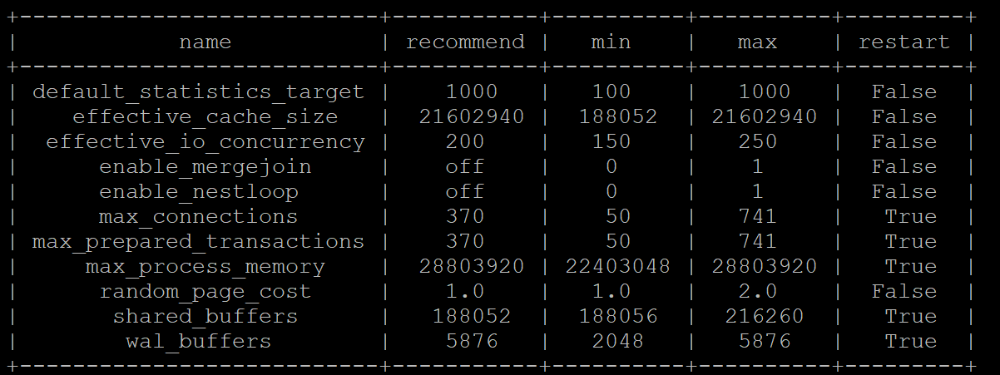 +---------------------------+-----------+----------+----------+---------+
| name | recommend | min | max | restart |
+---------------------------+-----------+----------+----------+---------+
| default_statistics_target | 1000 | 100 | 1000 | False |
| effective_cache_size | 21602940 | 188052 | 21602940 | False |
| effective_io_concurrency | 200 | 150 | 250 | False |
| enable_mergejoin | off | 0 | 1 | False |
| enable_nestloop | off | 0 | 1 | False |
| max_connections | 370 | 50 | 741 | True |
| max_prepared_transactions | 370 | 50 | 741 | True |
| max_process_memory | 28803920 | 22403048 | 28803920 | True |
| random_page_cost | 1.0 | 1.0 | 2.0 | False |
| shared_buffers | 188052 | 188056 | 216260 | True |
| wal_buffers | 5876 | 2048 | 5876 | True |
+---------------------------+-----------+----------+----------+---------+